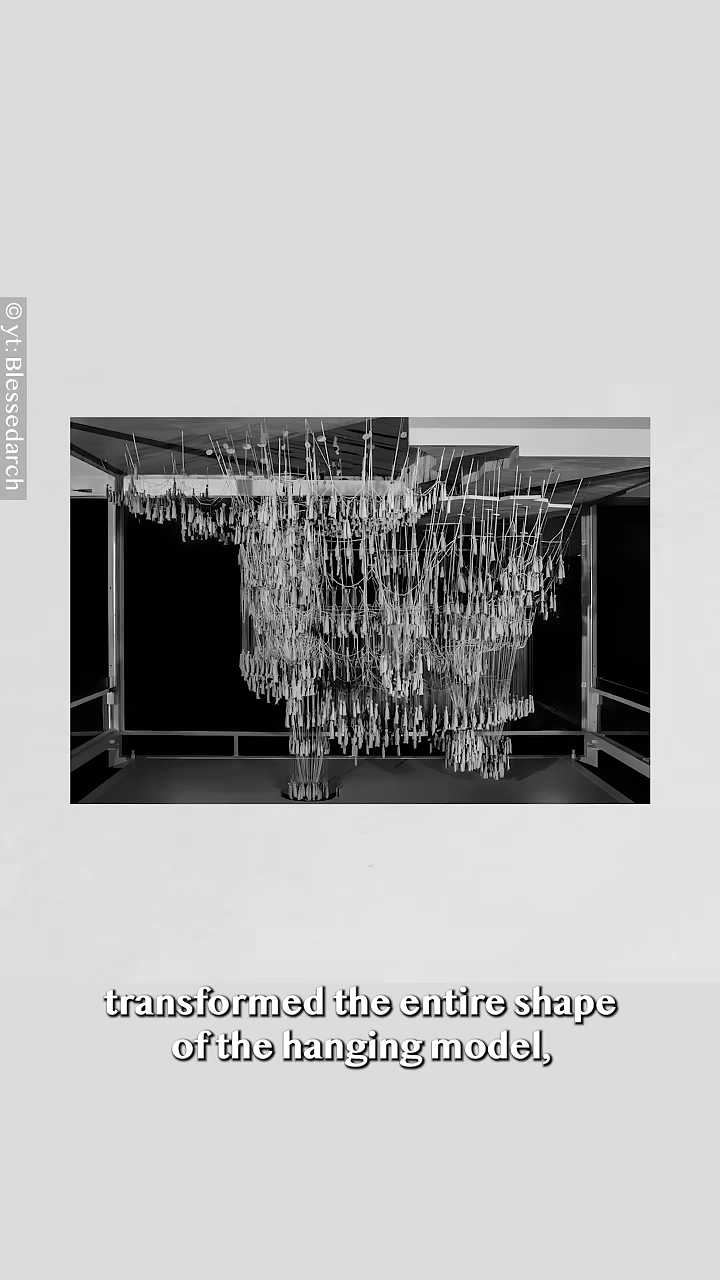 © yt: Blessedarch
transformed the entire shape
of the hanging model,